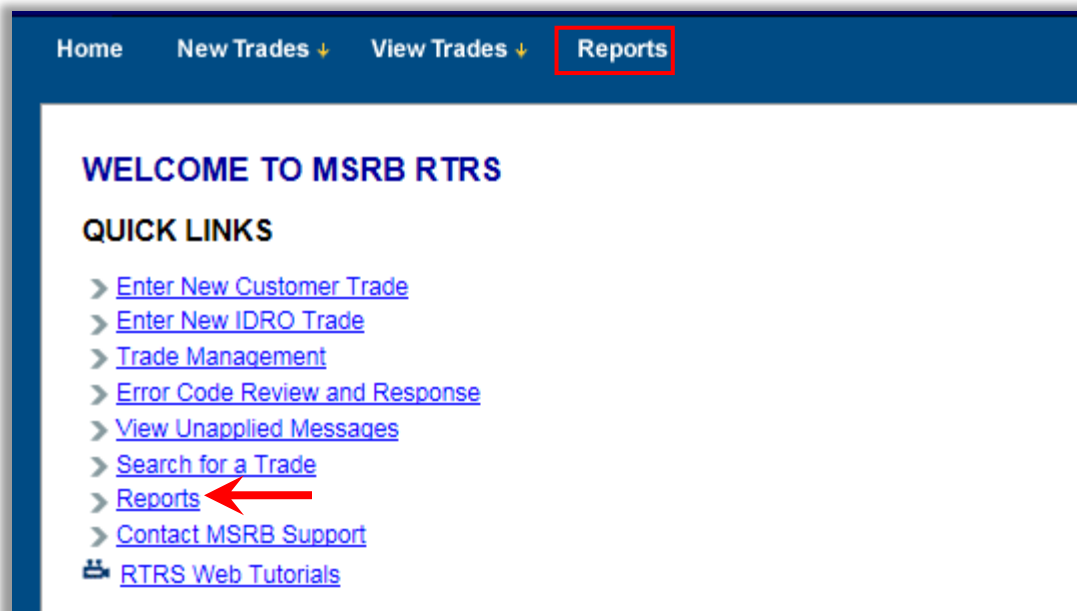 Home New Trades ↓ View Trades ↓ Reports
WELCOME TO MSRB RTRS
QUICK LINKS
Enter New Customer Trade
Enter New IDRO Trade
Trade Management
Error Code Review and Response
View Unapplied Messages
Search for a Trade
Reports
Contact MSRB Support
RTRS Web Tutorials